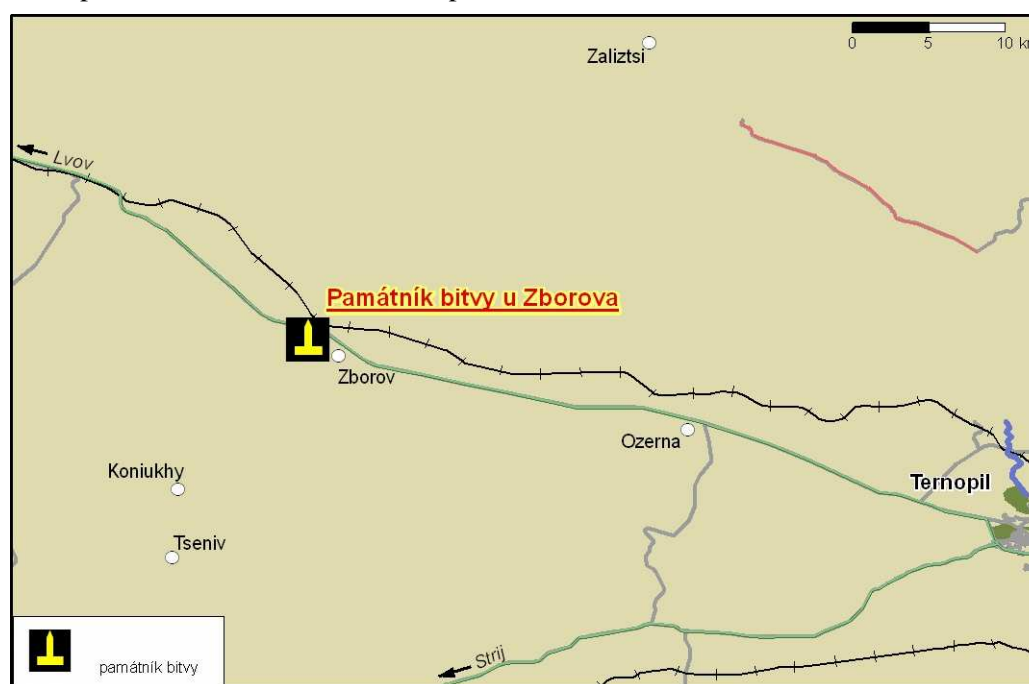 Zaliztsi
0 5 10 km
Lvov
Památník bitvy u Zborova
Zborov
Ozerna
Koniukhy
Ternopil
Tseniv
Strij
památník bitvy